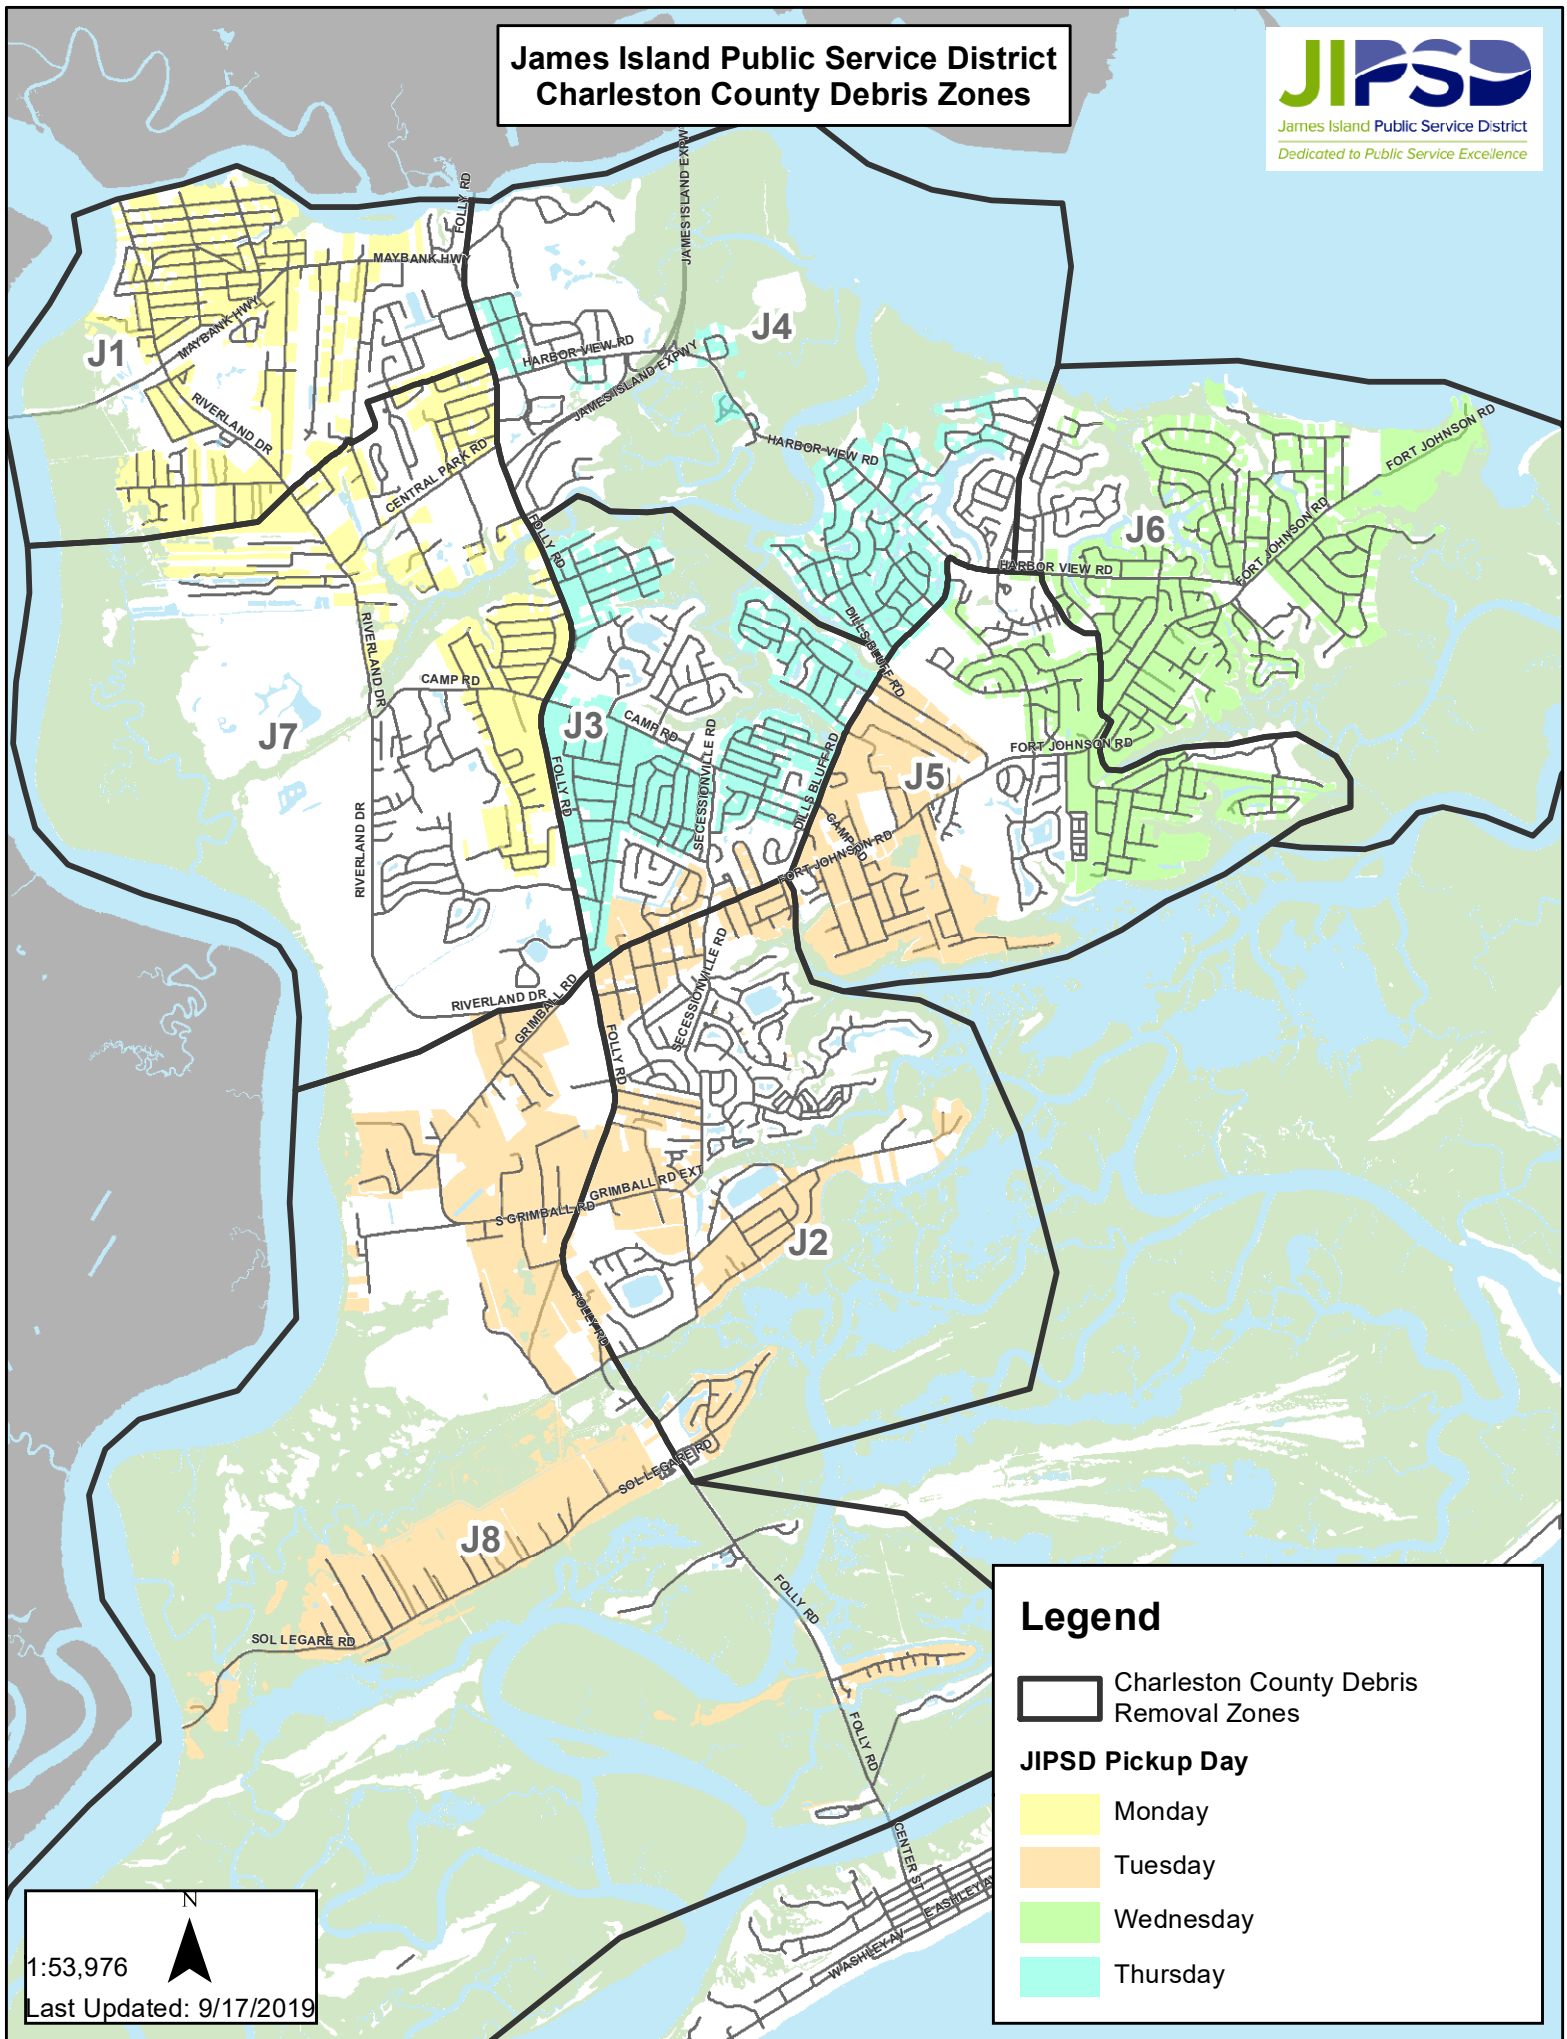 James Island Public Service District
Charleston County Debris Zones
JIPSD
James Island Public Service District
Dedicated to Public Service Excellence
JAMES ISLAND EXPWY
FOLLY RD
MAYBANK HWY
MAYBANK HWY
J1
J4
HARBOR VIEW RD
JAMES ISLAND EXPWY
RIVERLAND DR
CENTRAL PARK RD
HARBOR VIEW RD
FORT JOHNSON RD
J6
FOLLY RD
FORT JOHNSON RD
HARBOR VIEW RD
RIVERLAND DR
DILLS BLUFF RD
CAMP RD
J7
J3
CAMP RD
SECESSIONVILLE RD
FORT JOHNSON RD
J5
FOLLY RD
DILLS BLUFF RD
RIVERLAND DR
CAMP RD
FORT JOHNSON RD
SECESSIONVILLE RD
RIVERLAND DR
GRIMBALL RD
FOLLY RD
GRIMBALL RD EXT
S GRIMBALL RD
J2
FOLLY RD
SOL LEGARE RD
J8
SOL LEGARE RD
FOLLY RD
FOLLY RD
CENTER ST
E ASHLEY AV
W ASHLEY AV
Legend
Charleston County Debris
Removal Zones
JIPSD Pickup Day
Monday
Tuesday
Wednesday
Thursday
N
1:53,976
Last Updated: 9/17/2019